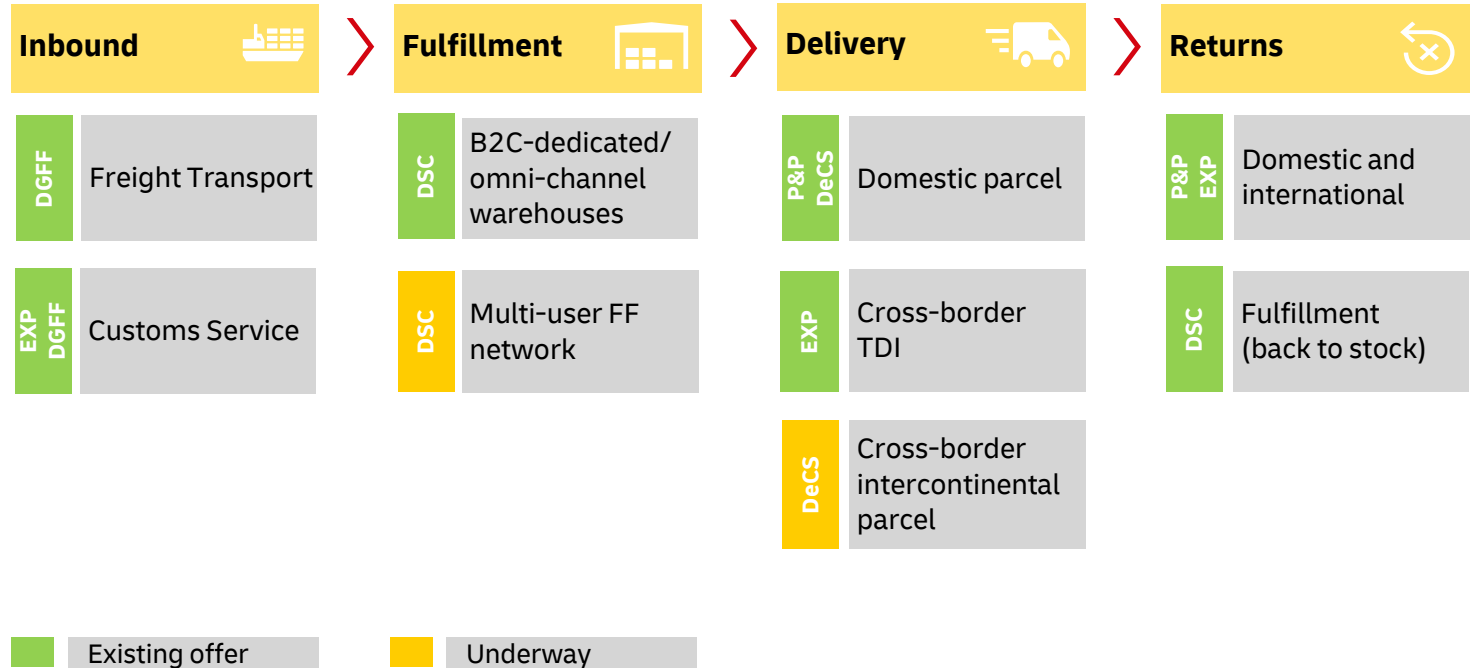 Inbound
Fulfillment
Delivery
Returns
DGFF
Freight Transport
EXP
DGFF
Customs Service
DSC
B2C-dedicated/
omni-channel
warehouses
DSC
Multi-user FF
network
P&P
DeCS
Domestic parcel
EXP
Cross-border
TDI
DeCS
Cross-border
intercontinental
parcel
P&P
EXP
Domestic and
international
DSC
Fulfillment
(back to stock)
Existing offer
Underway